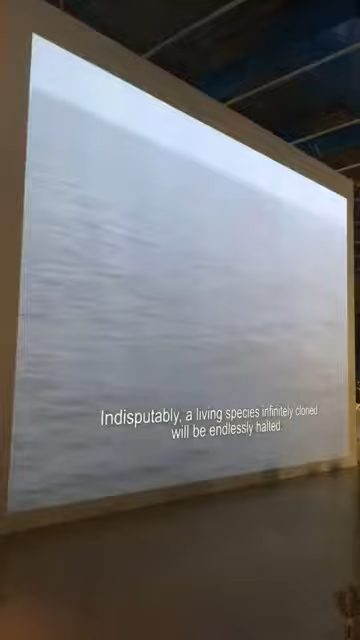 Indisputably, a living species infinitely cloned
will be endlessly halted.